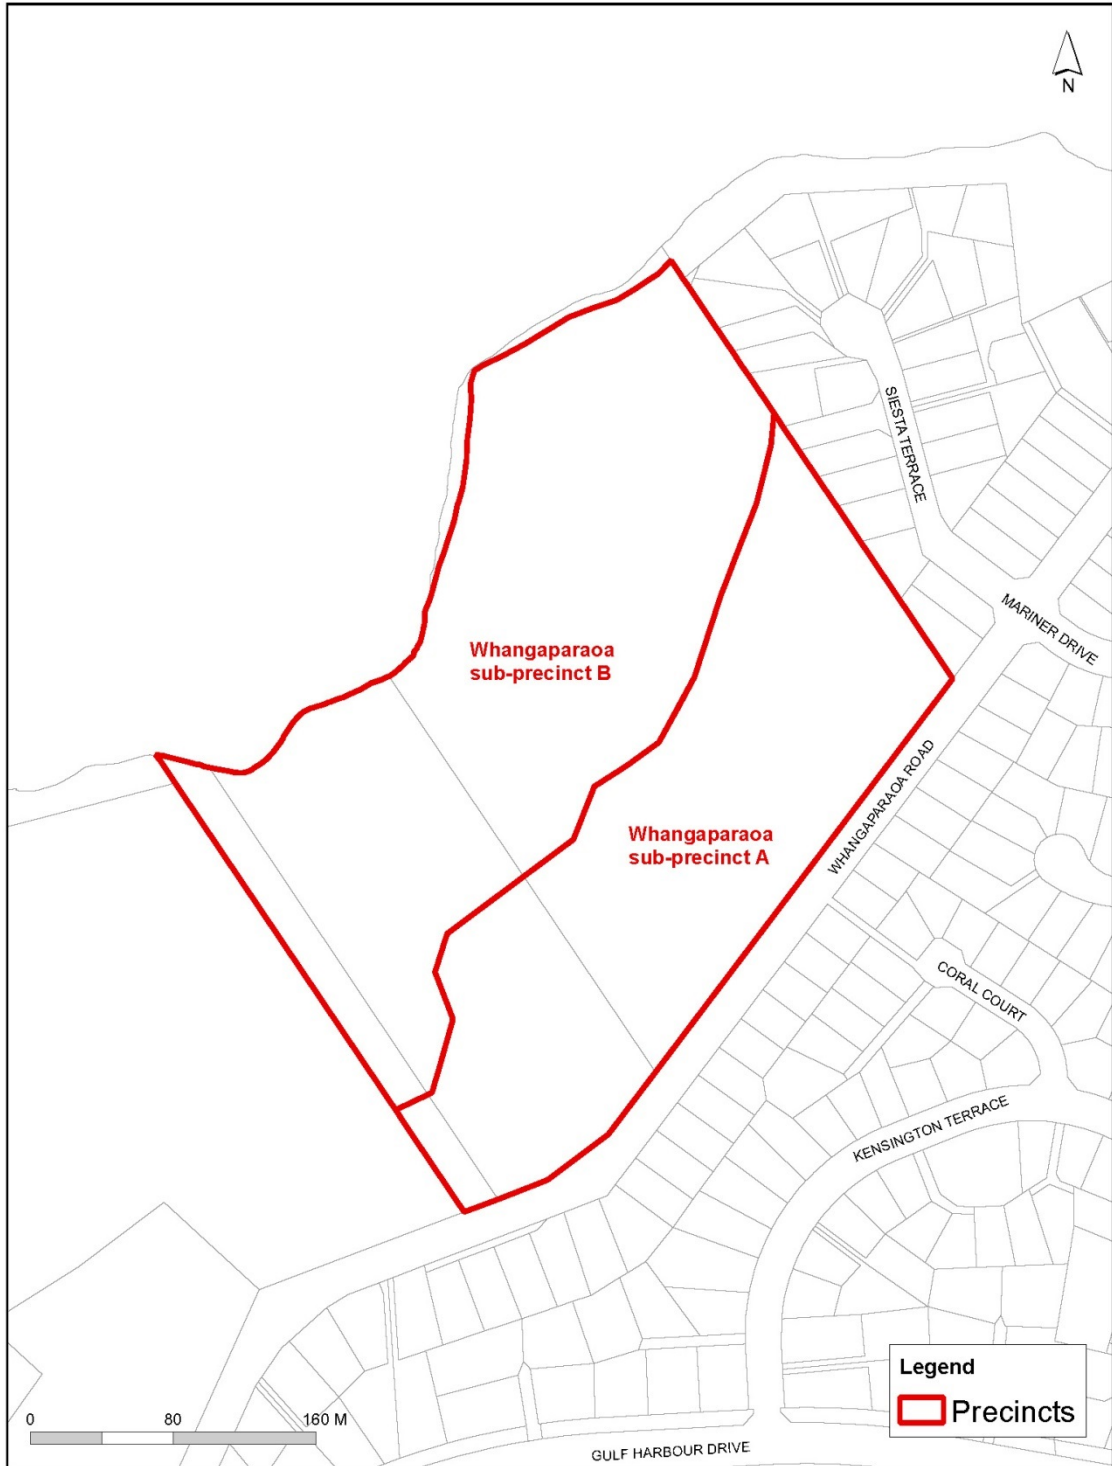 N
SIESTA TERRACE
MARINER DRIVE
Whangaparaoa
sub-precinct B
WHANGAPARAOA ROAD
Whangaparaoa
sub-precinct A
CORAL COURT
KENSINGTON TERRACE
Legend
Precincts
0 80 160 M
GULF HARBOUR DRIVE